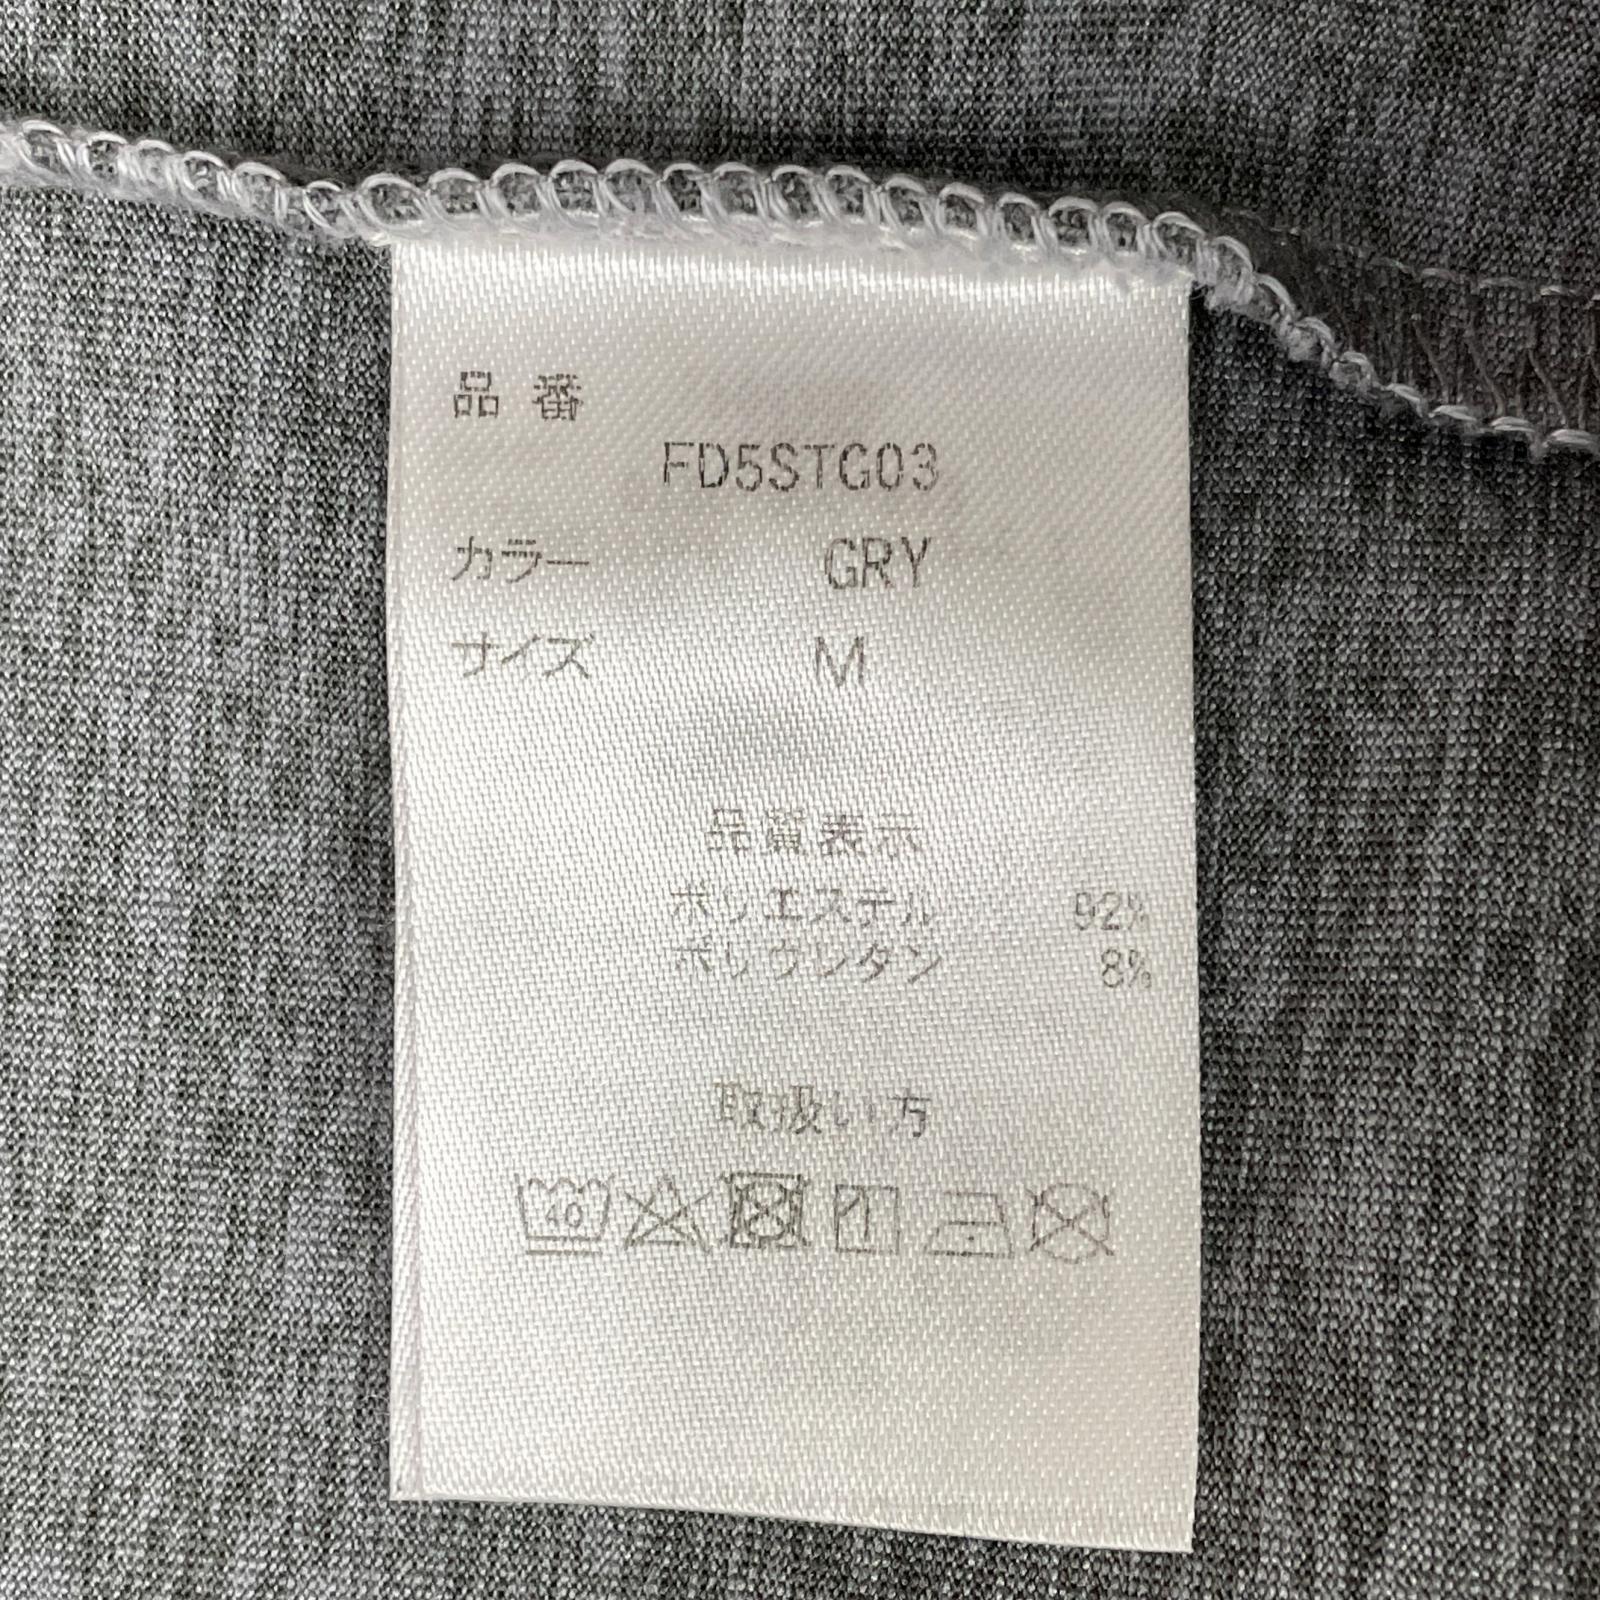 品番
FD5STG03
カラー GRY
サイズ M
品質表示
ポリエステル 92%
ポリウレタン 8%
取扱い方
40